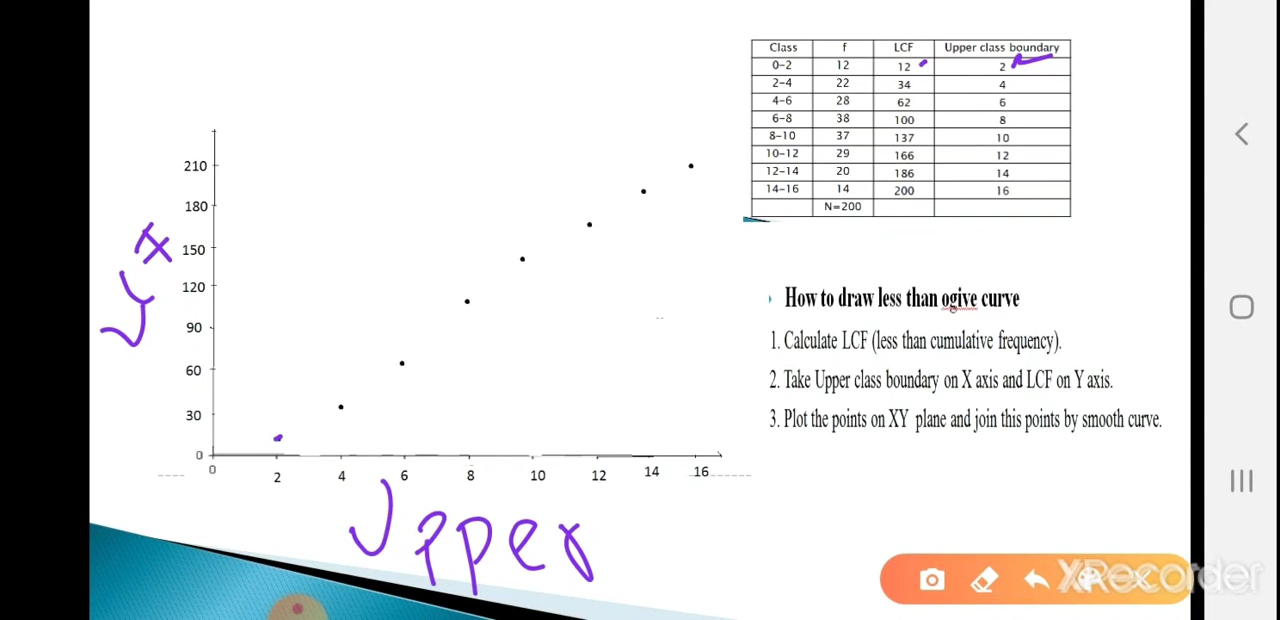 Class f LCF Upper class boundary
0-2 12 12 2
2-4 22 34 4
4-6 28 62 6
6-8 38 100 8
8-10 37 137 10
10-12 29 166 12
12-14 20 186 14
14-16 14 200 16
N=200
210
180
150
120
90
60
30
0
0 2 4 6 8 10 12 14 16
Upper
How to draw less than ogive curve
1. Calculate LCF (less than cumulative frequency).
2. Take Upper class boundary on X axis and LCF on Y axis.
3. Plot the points on XY plane and join this points by smooth curve.
XRecorder